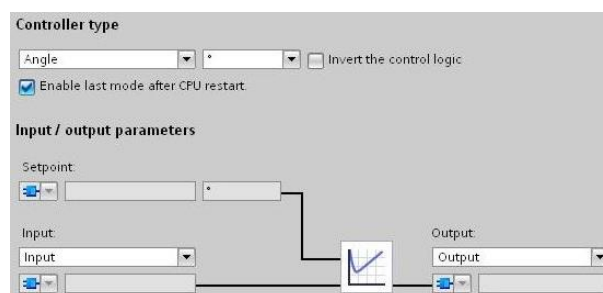 Controller type
Angle ° Invert the control logic
Enable last mode after CPU restart.
Input / output parameters
Setpoint:
°
Input: Output:
Input Output